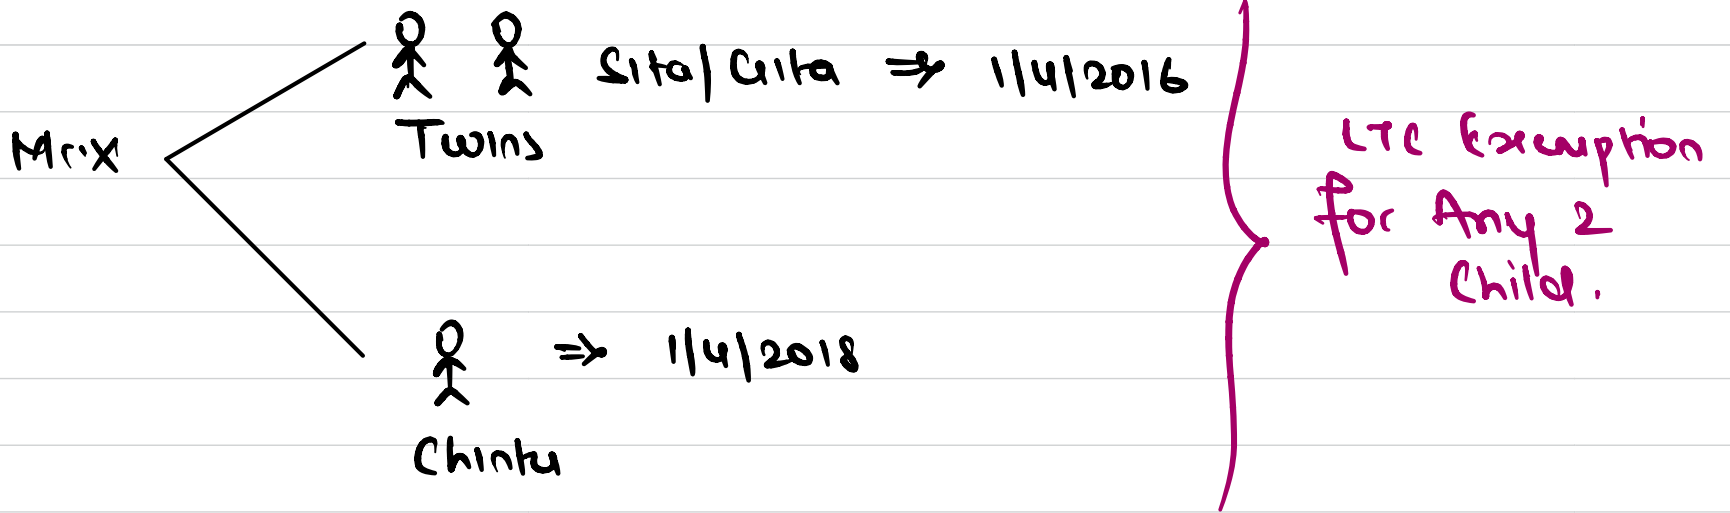 Sita/Gita ⇒ 1/4/2016
Twins
Mr.X
⇒ 1/4/2018
Chintu
LTC Exemption
for Any 2
Child.